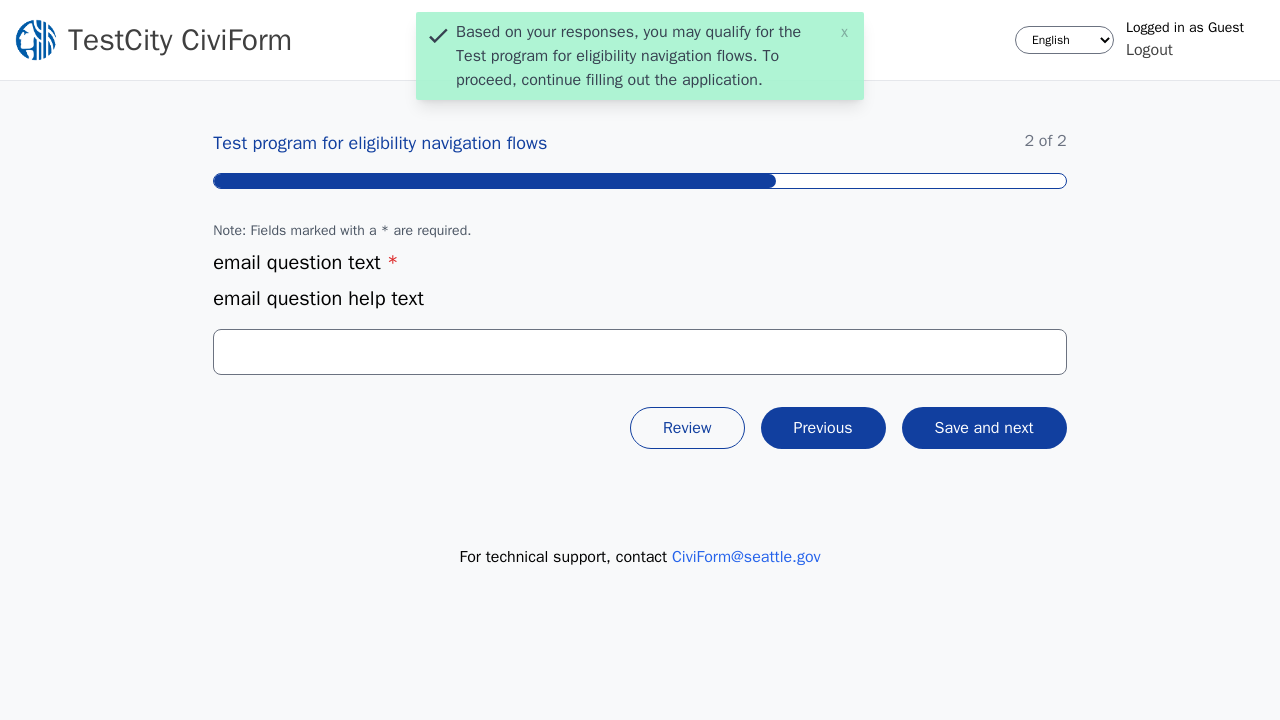 TestCity CiviForm
Based on your responses, you may qualify for the
Test program for eligibility navigation flows. To
proceed, continue filling out the application.
x
English
Logged in as Guest
Logout
Test program for eligibility navigation flows
2 of 2
Note: Fields marked with a * are required.
email question text *
email question help text
Review
Previous
Save and next
For technical support, contact CiviForm@seattle.gov